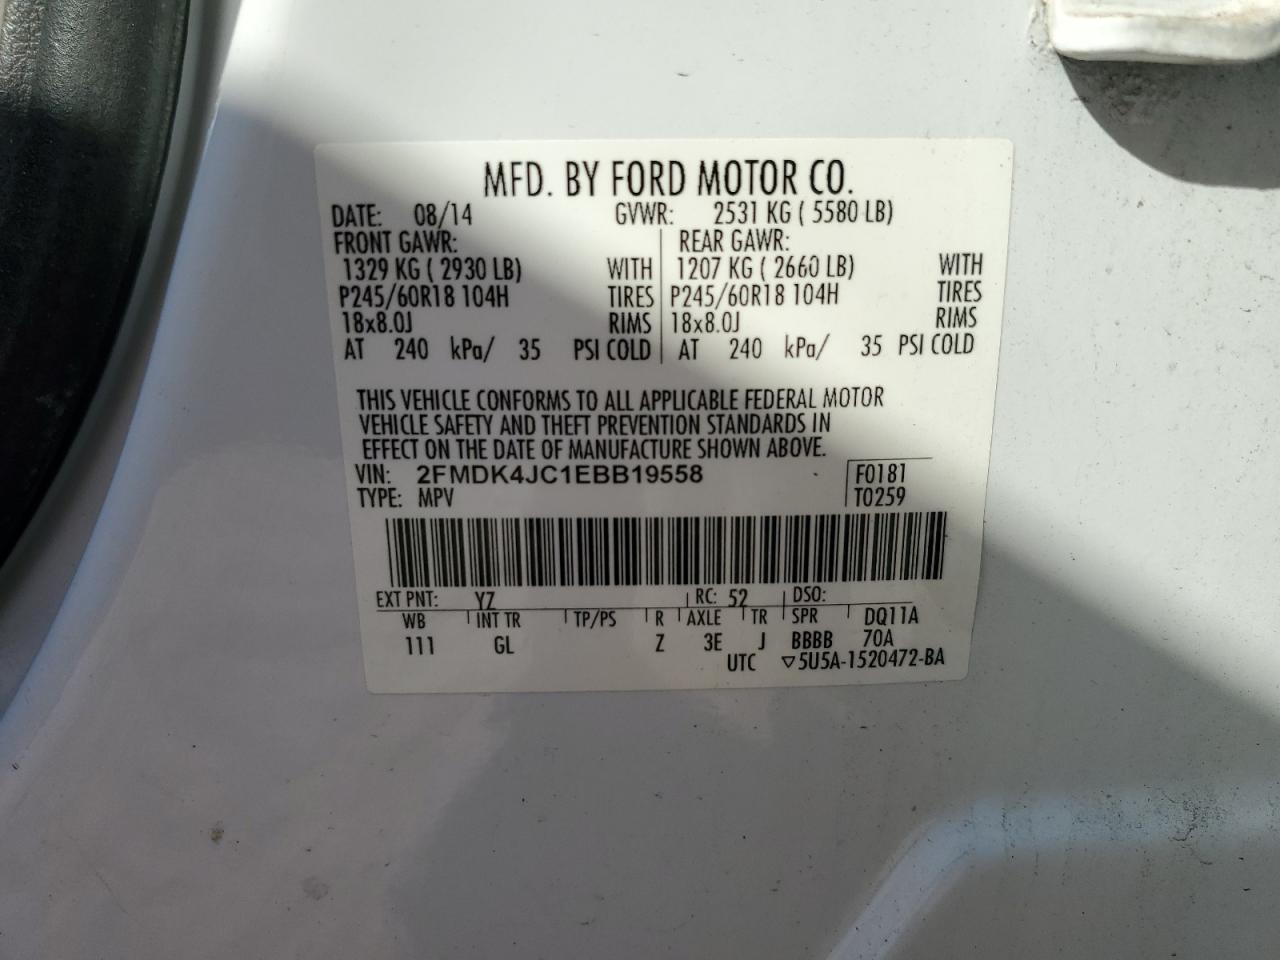 MFD. BY FORD MOTOR CO.
DATE: 08/14 GVWR: 2531 KG ( 5580 LB)
FRONT GAWR: REAR GAWR:
1329 KG ( 2930 LB) WITH 1207 KG ( 2660 LB) WITH
P245/60R18 104H TIRES P245/60R18 104H TIRES
18x8.0J RIMS 18x8.0J RIMS
AT 240 kPa/ 35 PSI COLD AT 240 kPa/ 35 PSI COLD
THIS VEHICLE CONFORMS TO ALL APPLICABLE FEDERAL MOTOR
VEHICLE SAFETY AND THEFT PREVENTION STANDARDS IN
EFFECT ON THE DATE OF MANUFACTURE SHOWN ABOVE.
VIN: 2FMDK4JC1EBB19558 F0181
TYPE: MPV T0259
EXT PNT: YZ RC: 52 DSO:
WB INT TR TP/PS R AXLE TR SPR DQ11A
111 GL Z 3E J BBBB 70A
UTC ▽5U5A-1520472-BA